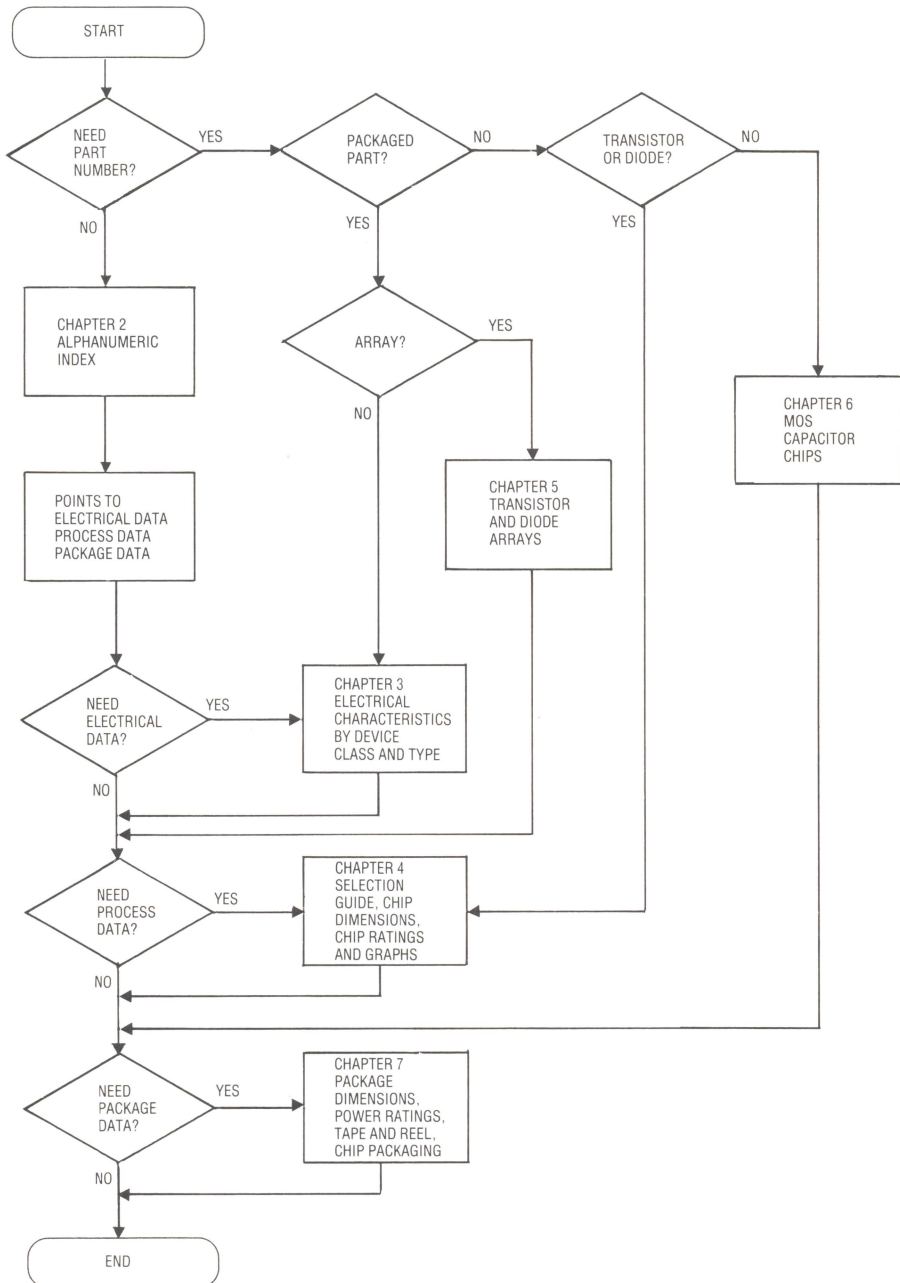 START
NEED
PART
NUMBER?
YES
PACKAGED
PART?
NO
TRANSISTOR
OR DIODE?
NO
NO
YES
YES
CHAPTER 2
ALPHANUMERIC
INDEX
ARRAY?
YES
NO
CHAPTER 6
MOS
CAPACITOR
CHIPS
POINTS TO
ELECTRICAL DATA
PROCESS DATA
PACKAGE DATA
CHAPTER 5
TRANSISTOR
AND DIODE
ARRAYS
NEED
ELECTRICAL
DATA?
YES
NO
CHAPTER 3
ELECTRICAL
CHARACTERISTICS
BY DEVICE
CLASS AND TYPE
NEED
PROCESS
DATA?
YES
NO
CHAPTER 4
SELECTION
GUIDE, CHIP
DIMENSIONS,
CHIP RATINGS
AND GRAPHS
NEED
PACKAGE
DATA?
YES
NO
CHAPTER 7
PACKAGE
DIMENSIONS,
POWER RATINGS,
TAPE AND REEL,
CHIP PACKAGING
END